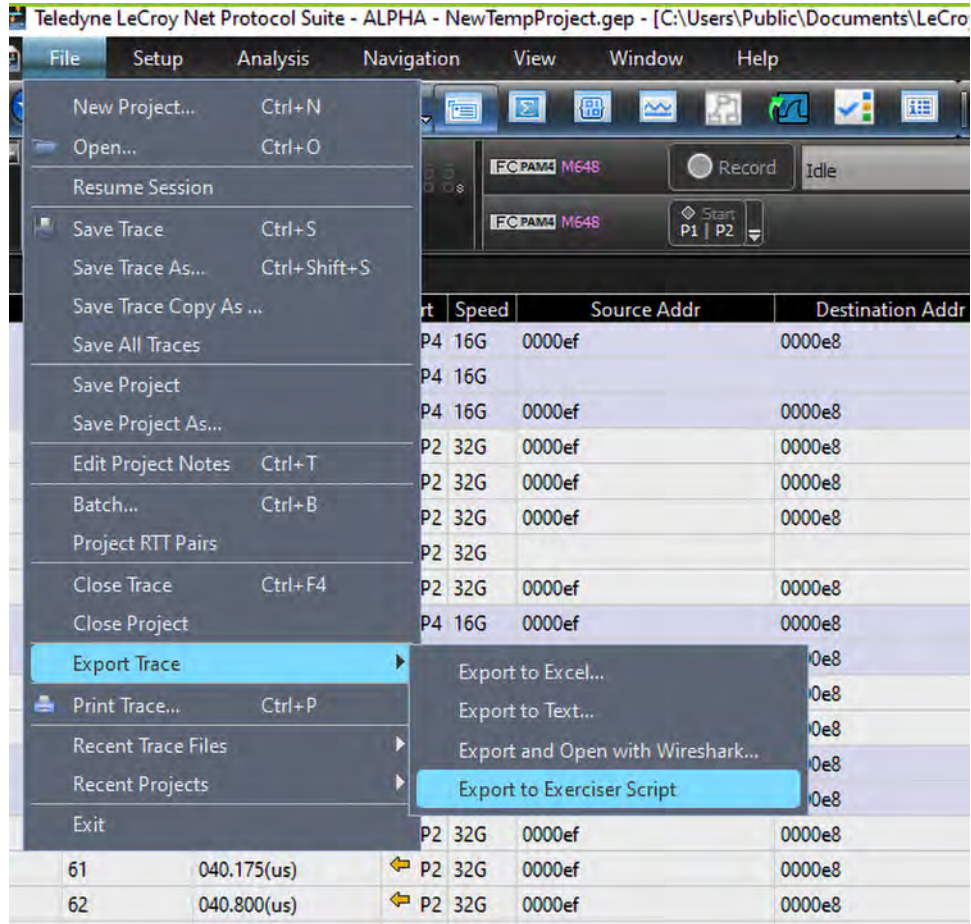 Teledyne LeCroy Net Protocol Suite - ALPHA - NewTempProject.gep - [C:\Users\Public\Documents\LeCroy
File Setup Analysis Navigation View Window Help
New Project... Ctrl+N
Open... Ctrl+O
Resume Session
Save Trace Ctrl+S
Save Trace As... Ctrl+Shift+S
Save Trace Copy As ...
Save All Traces
Save Project
Save Project As...
Edit Project Notes Ctrl+T
Batch... Ctrl+B
Project RTT Pairs
Close Trace Ctrl+F4
Close Project
Export Trace
Print Trace... Ctrl+P
Recent Trace Files
Recent Projects
Exit
Export to Excel...
Export to Text...
Export and Open with Wireshark...
Export to Exerciser Script
FC PAM4 M648 Record Idle
FC PAM4 M648 Start P1 | P2
rt Speed Source Addr Destination Addr
P4 16G 0000ef 0000e8
P4 16G
P4 16G 0000ef 0000e8
P2 32G 0000ef 0000e8
P2 32G 0000ef 0000e8
P2 32G 0000ef 0000e8
P2 32G
P2 32G 0000ef 0000e8
P4 16G 0000ef 0000e8
0e8
0e8
0e8
0e8
0e8
P2 32G 0000ef 0000e8
61 040.175(us) P2 32G 0000ef 0000e8
62 040.800(us) P2 32G 0000ef 0000e8